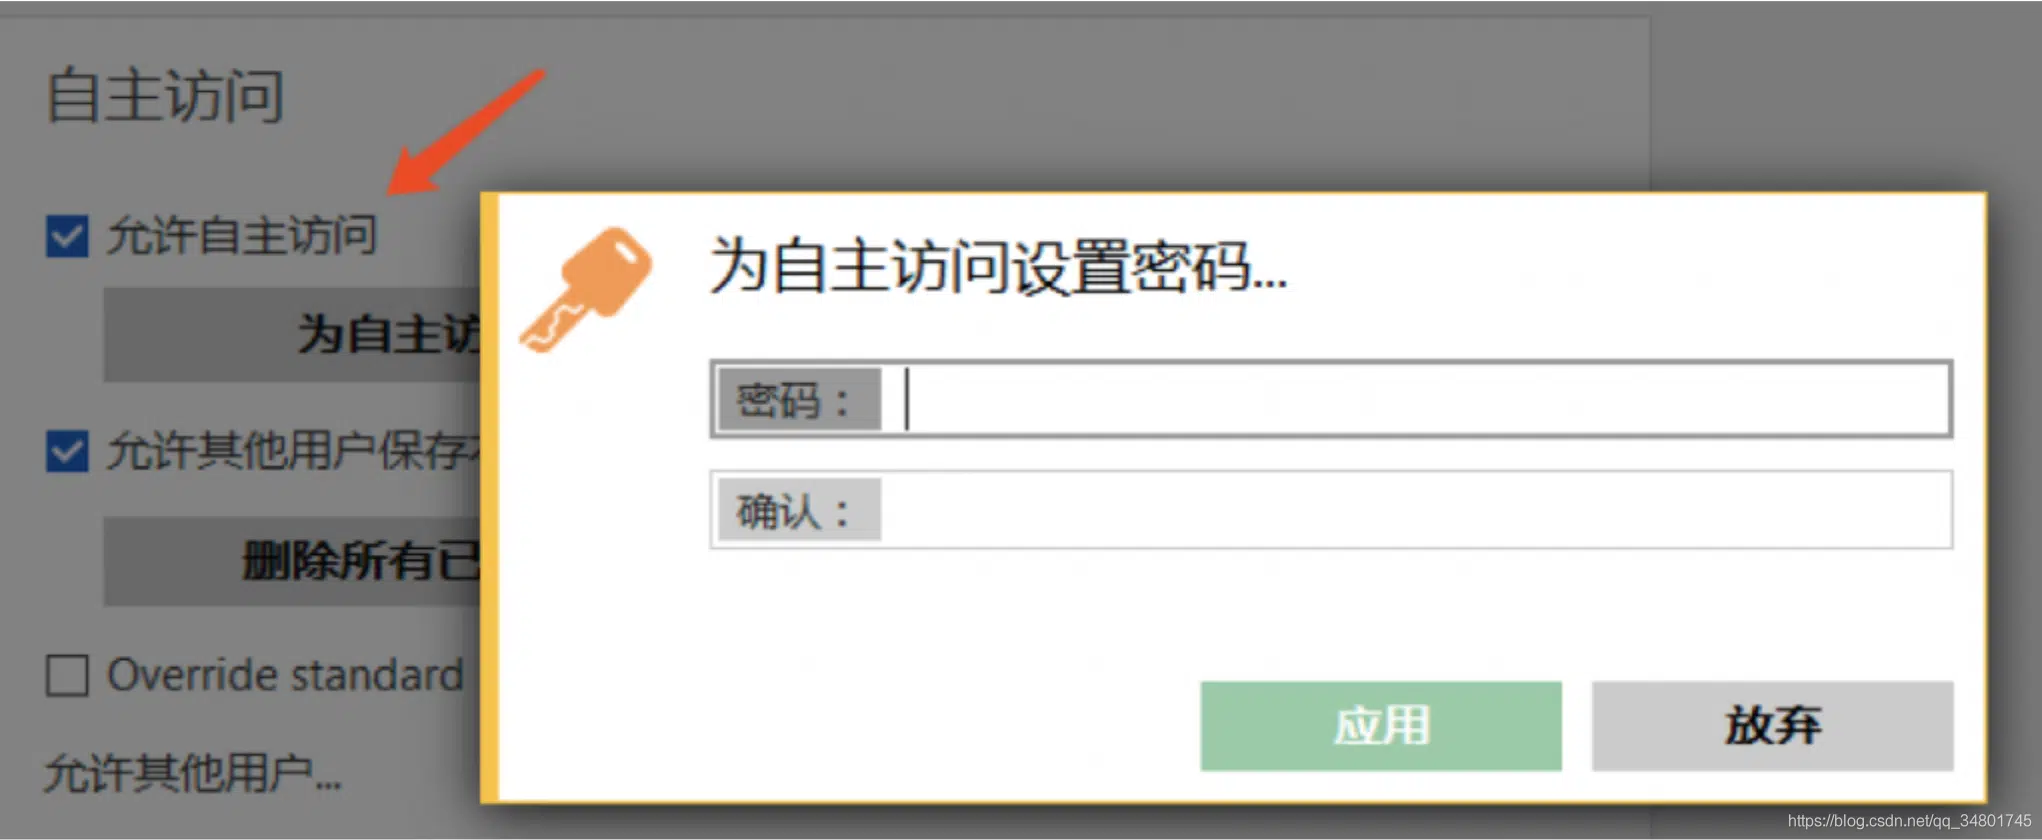 自主访问
允许自主访问
为自主访
允许其他用户保存
删除所有已
Override standard
允许其他用户...
为自主访问设置密码...
密码：
确认：
应用
放弃
https://blog.csdn.net/qq_34801745